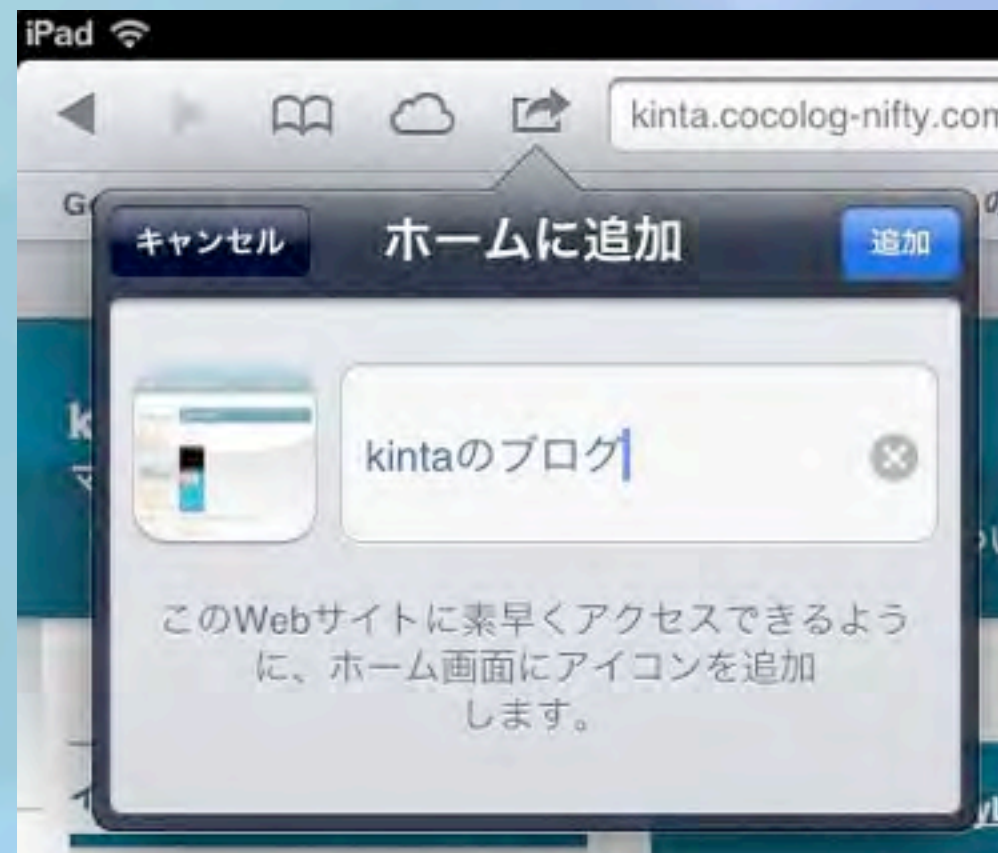 iPad
kinta.cocolog-nifty.com
キャンセル
ホームに追加
追加
kintaのブログ
このWebサイトに素早くアクセスできるよう
に、ホーム画面にアイコンを追加
します。